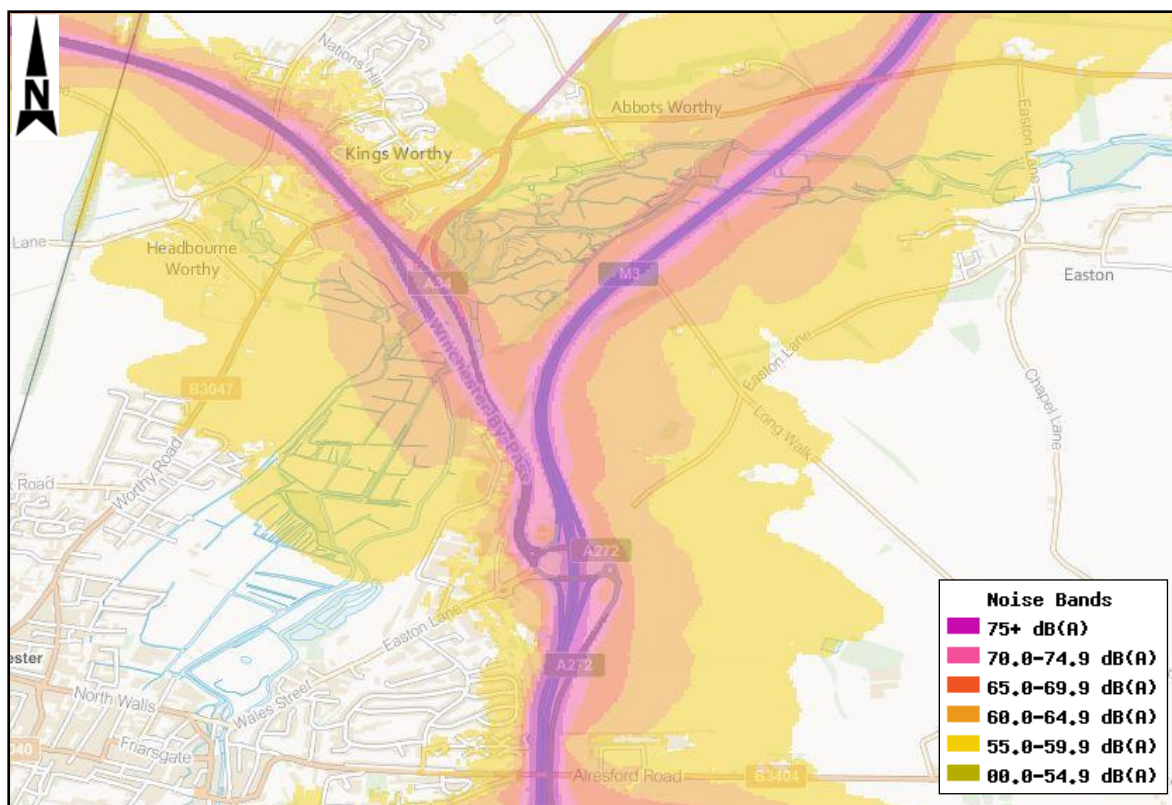 N
Nations Hill
Abbots Worthy
Kings Worthy
Easton Lane
Lane
Headbourne
Worthy
A34
M3
Easton
Winchester By-Pass
B3047
Easton Lane
Long Walk
Chapel Lane
Worthy Road
Road
A272
Easton Lane
A272
ester
North Walls
Wales Street
Friarsgate
040
Alresford Road
B3404
Noise Bands
75+ dB(A)
70.0-74.9 dB(A)
65.0-69.9 dB(A)
60.0-64.9 dB(A)
55.0-59.9 dB(A)
00.0-54.9 dB(A)